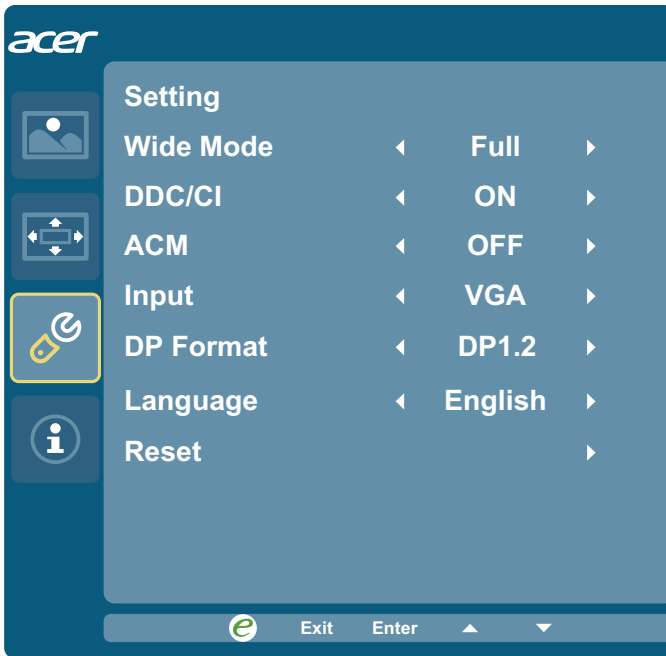 acer
Setting
Wide Mode Full
DDC/CI ON
ACM OFF
Input VGA
DP Format DP1.2
Language English
Reset
e Exit Enter